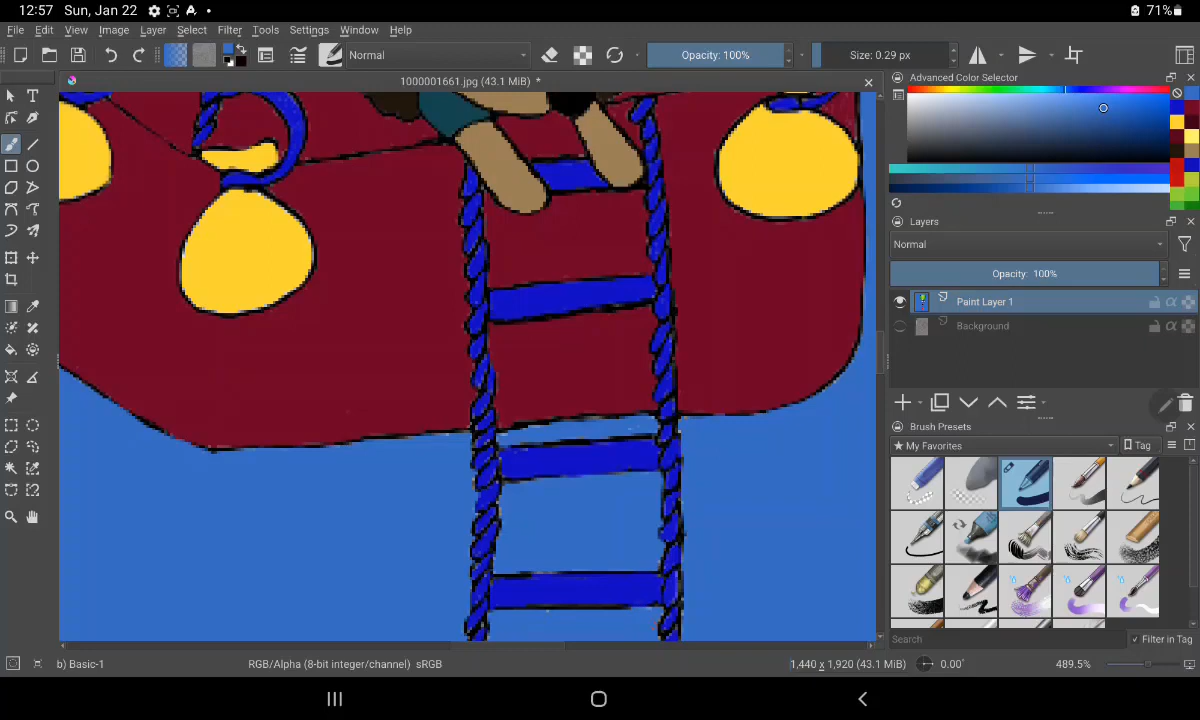 12:57 Sun, Jan 22
71%
File Edit View Image Layer Select Filter Tools Settings Window Help
Normal
Opacity: 100%
Size: 0.29 px
1000001661.jpg (43.1 MiB) *
Advanced Color Selector
Layers
Normal
Opacity: 100%
Paint Layer 1
Background
Brush Presets
★ My Favorites
Tag
Search
Filter in Tag
b) Basic-1
RGB/Alpha (8-bit integer/channel) sRGB
1,440 x 1,920 (43.1 MiB)
0.00°
489.5%